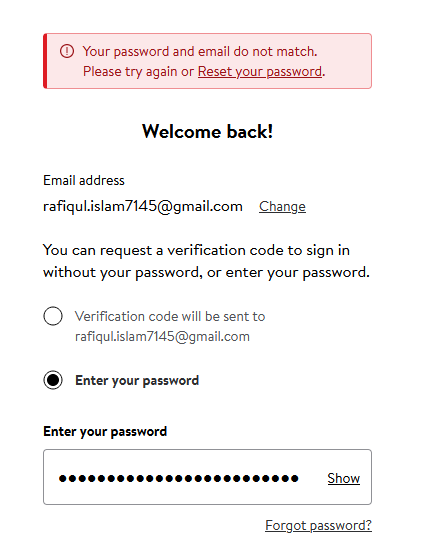 Your password and email do not match.
Please try again or Reset your password.
Welcome back!
Email address
rafiqul.islam7145@gmail.com Change
You can request a verification code to sign in
without your password, or enter your password.
Verification code will be sent to
rafiqul.islam7145@gmail.com
Enter your password
Enter your password
•••••••••••••••••••••••••• Show
Forgot password?